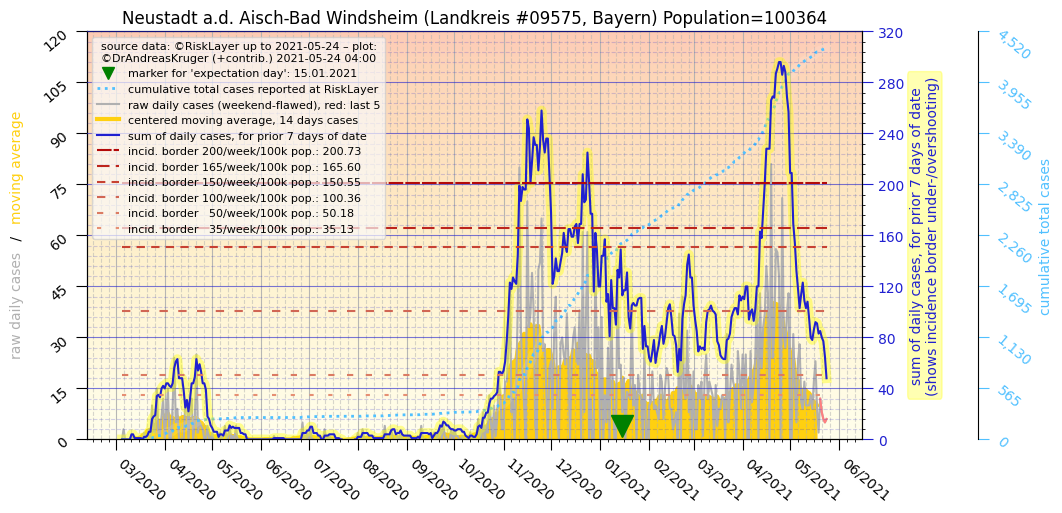 Neustadt a.d. Aisch-Bad Windsheim (Landkreis #09575, Bayern) Population=100364
source data: ©RiskLayer up to 2021-05-24 – plot:
©DrAndreasKruger (+contrib.) 2021-05-24 04:00
marker for 'expectation day': 15.01.2021
cumulative total cases reported at RiskLayer
raw daily cases (weekend-flawed), red: last 5
centered moving average, 14 days cases
sum of daily cases, for prior 7 days of date
incid. border 200/week/100k pop.: 200.73
incid. border 165/week/100k pop.: 165.60
incid. border 150/week/100k pop.: 150.55
incid. border 100/week/100k pop.: 100.36
incid. border 50/week/100k pop.: 50.18
incid. border 35/week/100k pop.: 35.13
raw daily cases / moving average
120
105
90
75
60
45
30
15
0
03/2020
04/2020
05/2020
06/2020
07/2020
08/2020
09/2020
10/2020
11/2020
12/2020
01/2021
02/2021
03/2021
04/2021
05/2021
06/2021
320
280
240
200
160
120
80
40
0
sum of daily cases, for prior 7 days of date
(shows incidence border under-/overshooting)
4,520
3,955
3,390
2,825
2,260
1,695
1,130
565
0
cumulative total cases